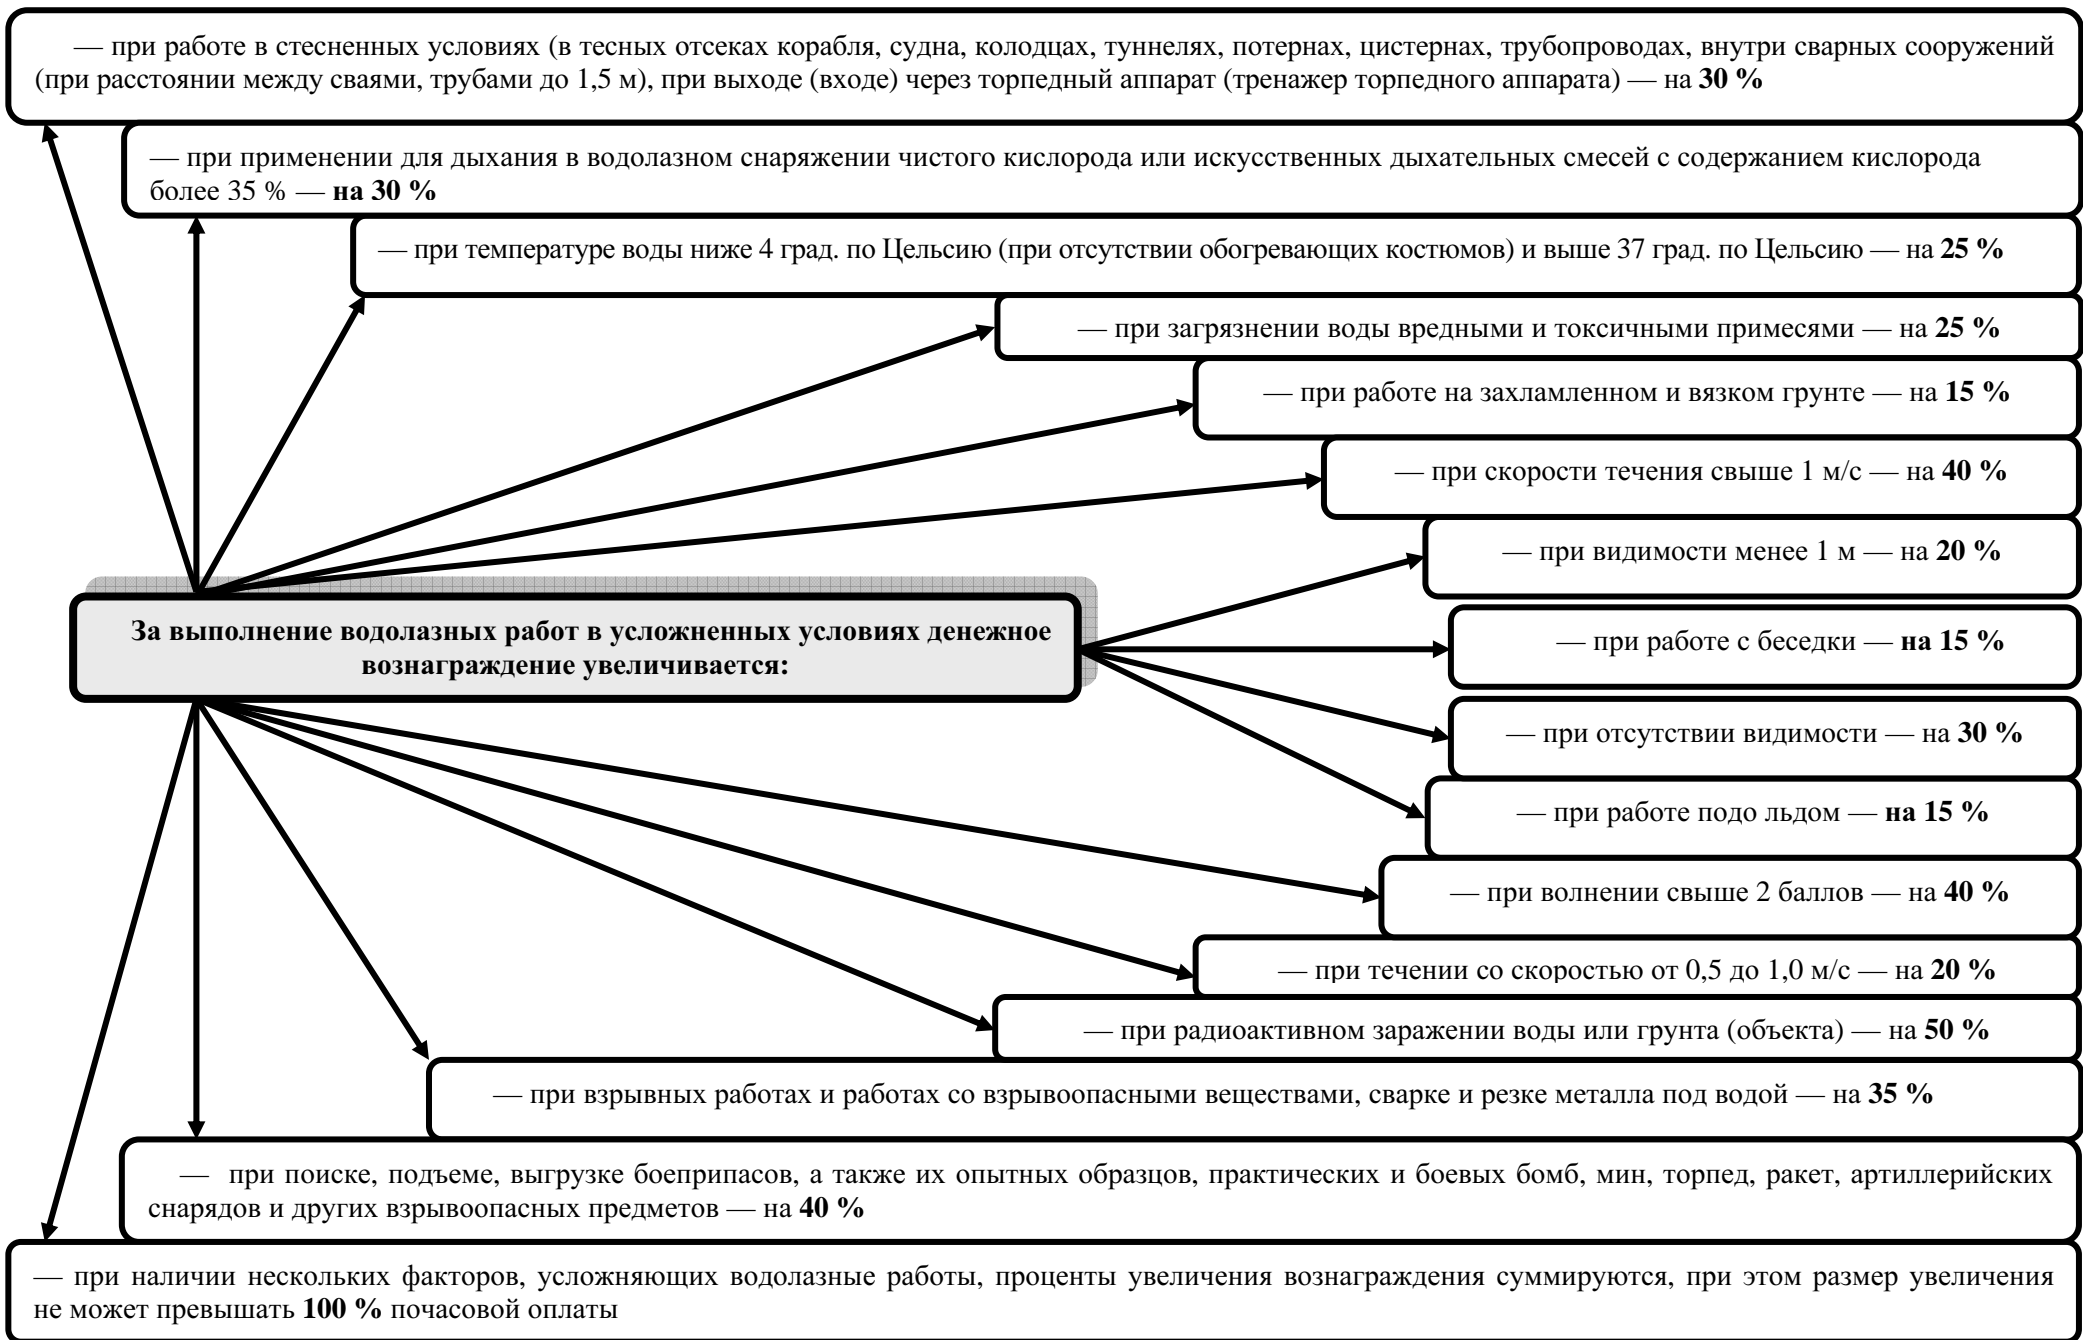 — при работе в стесненных условиях (в тесных отсеках корабля, судна, колодцах, туннелях, потернах, цистернах, трубопроводах, внутри сварных сооружений
(при расстоянии между сваями, трубами до 1,5 м), при выходе (входе) через торпедный аппарат (тренажер торпедного аппарата) — на 30 %
— при применении для дыхания в водолазном снаряжении чистого кислорода или искусственных дыхательных смесей с содержанием кислорода
более 35 % — на 30 %
— при температуре воды ниже 4 град. по Цельсию (при отсутствии обогревающих костюмов) и выше 37 град. по Цельсию — на 25 %
— при загрязнении воды вредными и токсичными примесями — на 25 %
— при работе на захламленном и вязком грунте — на 15 %
— при скорости течения свыше 1 м/с — на 40 %
— при видимости менее 1 м — на 20 %
За выполнение водолазных работ в усложненных условиях денежное
вознаграждение увеличивается:
— при работе с беседки — на 15 %
— при отсутствии видимости — на 30 %
— при работе подо льдом — на 15 %
— при волнении свыше 2 баллов — на 40 %
— при течении со скоростью от 0,5 до 1,0 м/с — на 20 %
— при радиоактивном заражении воды или грунта (объекта) — на 50 %
— при взрывных работах и работах со взрывоопасными веществами, сварке и резке металла под водой — на 35 %
— при поиске, подъеме, выгрузке боеприпасов, а также их опытных образцов, практических и боевых бомб, мин, торпед, ракет, артиллерийских
снарядов и других взрывоопасных предметов — на 40 %
— при наличии нескольких факторов, усложняющих водолазные работы, проценты увеличения вознаграждения суммируются, при этом размер увеличения
не может превышать 100 % почасовой оплаты